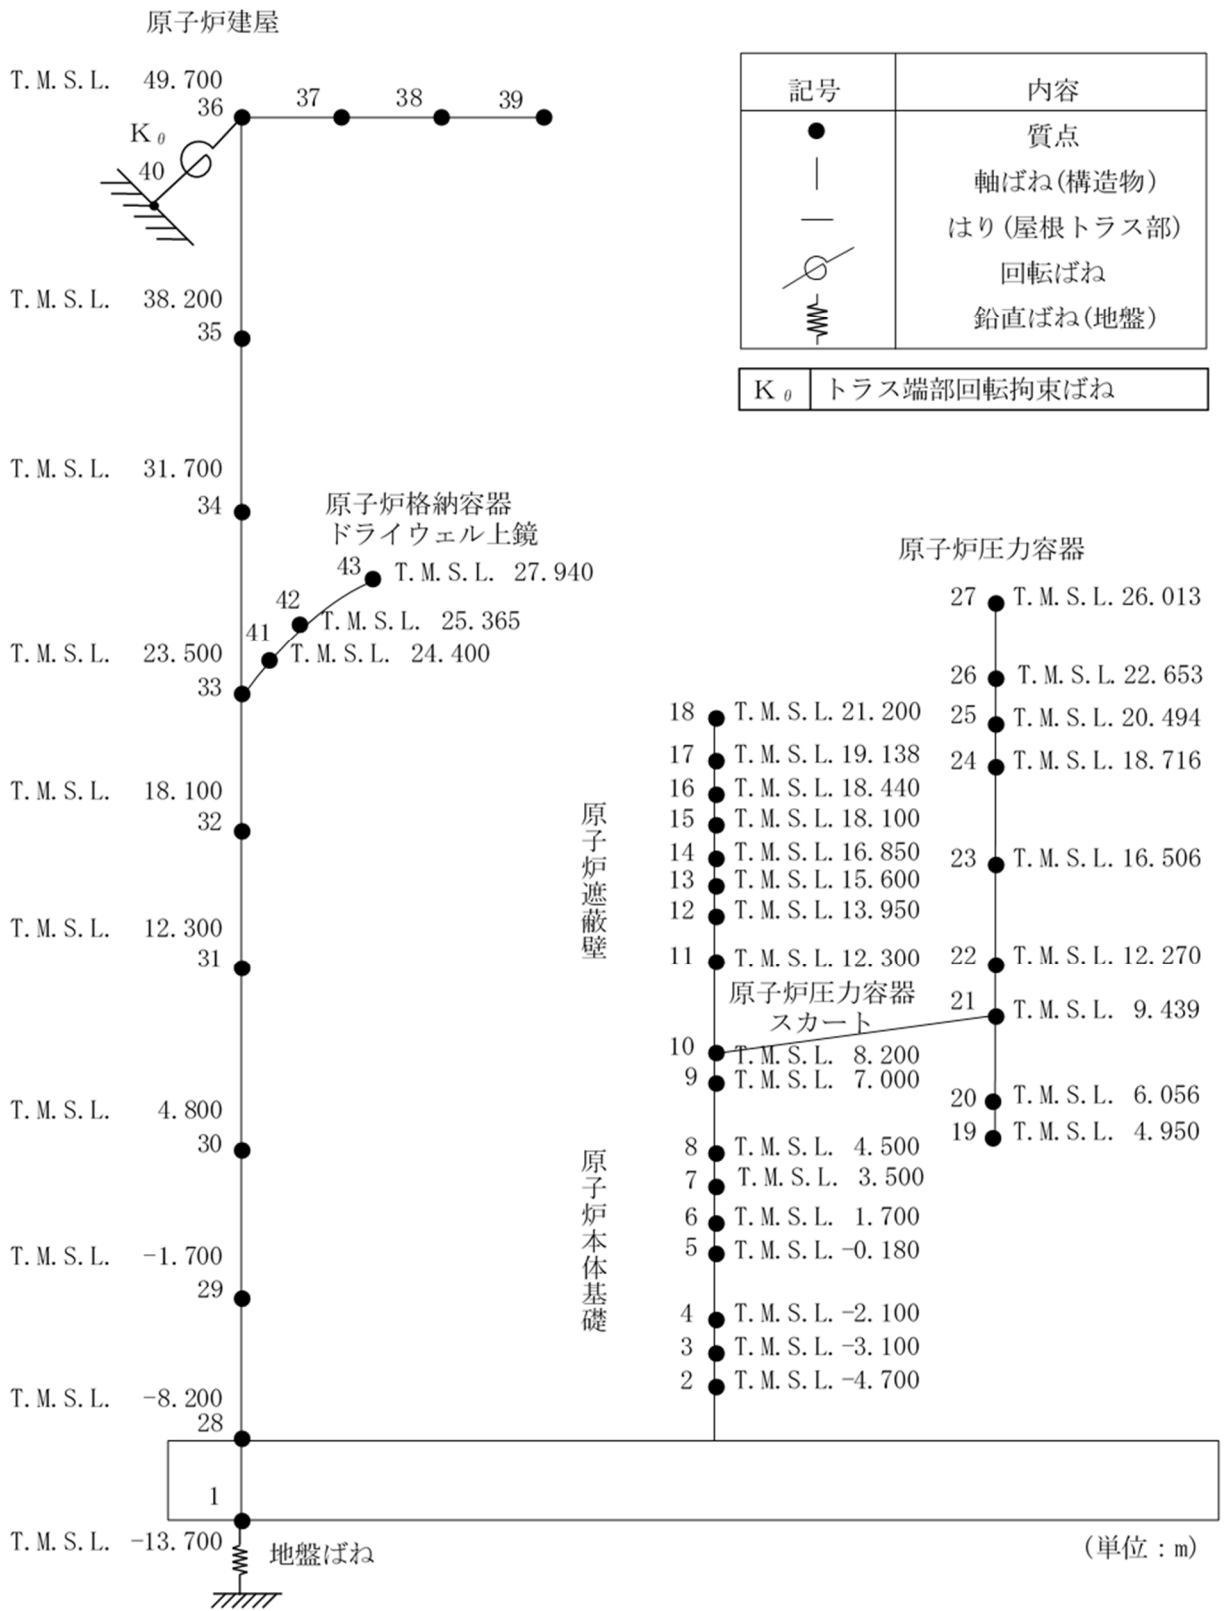 原子炉建屋
T.M.S.L. 49.700
36
37
38
39
Kθ
40
T.M.S.L. 38.200
35
T.M.S.L. 31.700
34
原子炉格納容器
ドライウェル上鏡
43 T.M.S.L. 27.940
42 T.M.S.L. 25.365
41 T.M.S.L. 24.400
T.M.S.L. 23.500
33
T.M.S.L. 18.100
32
T.M.S.L. 12.300
31
T.M.S.L. 4.800
30
T.M.S.L. -1.700
29
T.M.S.L. -8.200
28
1
T.M.S.L. -13.700
地盤ばね
記号 内容
質点
軸ばね(構造物)
はり(屋根トラス部)
回転ばね
鉛直ばね(地盤)
Kθ トラス端部回転拘束ばね
原子炉遮蔽壁
18 T.M.S.L. 21.200
17 T.M.S.L. 19.138
16 T.M.S.L. 18.440
15 T.M.S.L. 18.100
14 T.M.S.L. 16.850
13 T.M.S.L. 15.600
12 T.M.S.L. 13.950
11 T.M.S.L. 12.300
原子炉圧力容器
スカート
10 T.M.S.L. 8.200
9 T.M.S.L. 7.000
原子炉本体基礎
8 T.M.S.L. 4.500
7 T.M.S.L. 3.500
6 T.M.S.L. 1.700
5 T.M.S.L. -0.180
4 T.M.S.L. -2.100
3 T.M.S.L. -3.100
2 T.M.S.L. -4.700
原子炉圧力容器
27 T.M.S.L. 26.013
26 T.M.S.L. 22.653
25 T.M.S.L. 20.494
24 T.M.S.L. 18.716
23 T.M.S.L. 16.506
22 T.M.S.L. 12.270
21 T.M.S.L. 9.439
20 T.M.S.L. 6.056
19 T.M.S.L. 4.950
(単位:m)